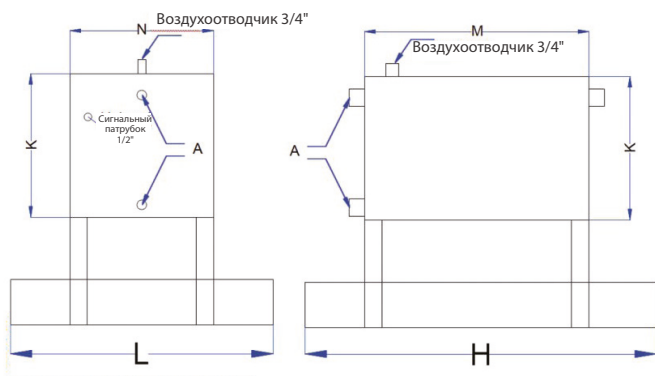 Воздухоотводчик 3/4"
N
M
Воздухоотводчик 3/4"
Сигнальный
патрубок
1/2"
K
A
A
K
L
H